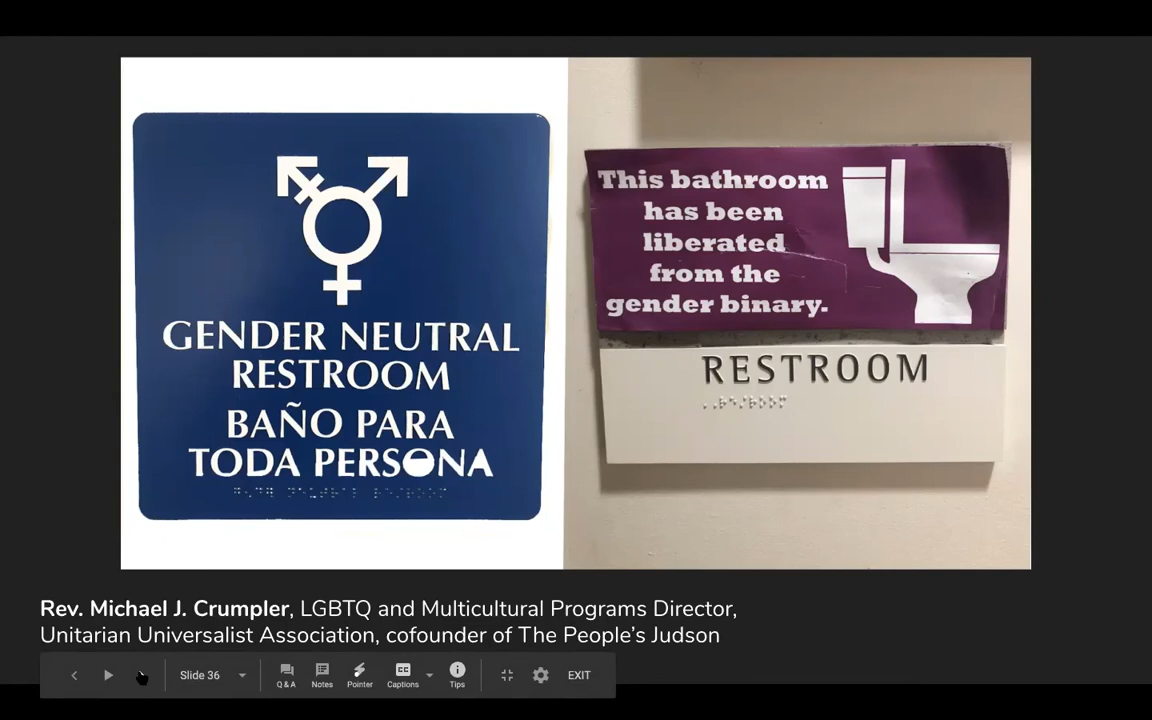 GENDER NEUTRAL
RESTROOM
BAÑO PARA
TODA PERSONA
This bathroom
has been
liberated
from the
gender binary.
RESTROOM
Rev. Michael J. Crumpler, LGBTQ and Multicultural Programs Director,
Unitarian Universalist Association, cofounder of The People’s Judson
Slide 36
Q & A
Notes
Pointer
CC
Captions
Tips
EXIT